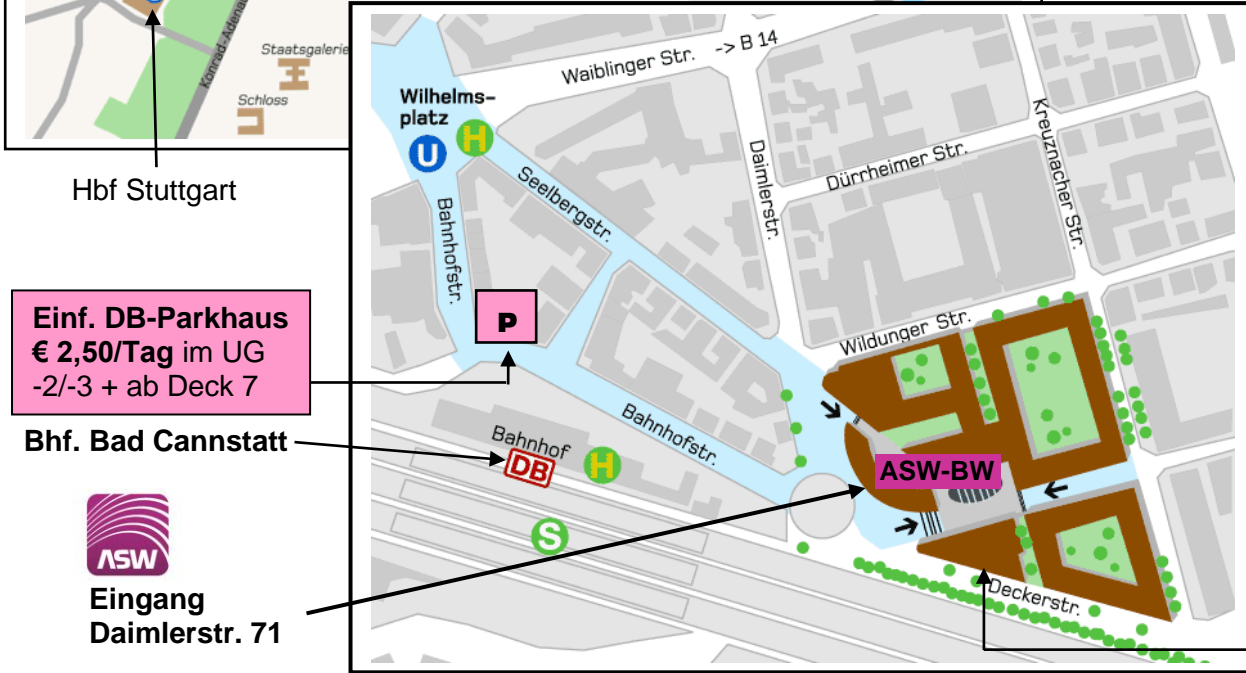 Konrad-Adenau
Staatsgalerie
Schloss
Hbf Stuttgart
Waiblinger Str. -> B 14
Wilhelms-
platz
U
H
Seelbergstr.
Daimlerstr.
Dürrheimer Str.
Kreuznacher Str.
Bahnhofstr.
P
Einf. DB-Parkhaus
€ 2,50/Tag im UG
-2/-3 + ab Deck 7
Wildunger Str.
Bahnhofstr.
Bhf. Bad Cannstatt
Bahnhof
DB
H
ASW-BW
S
ASW
Eingang
Daimlerstr. 71
Deckerstr.